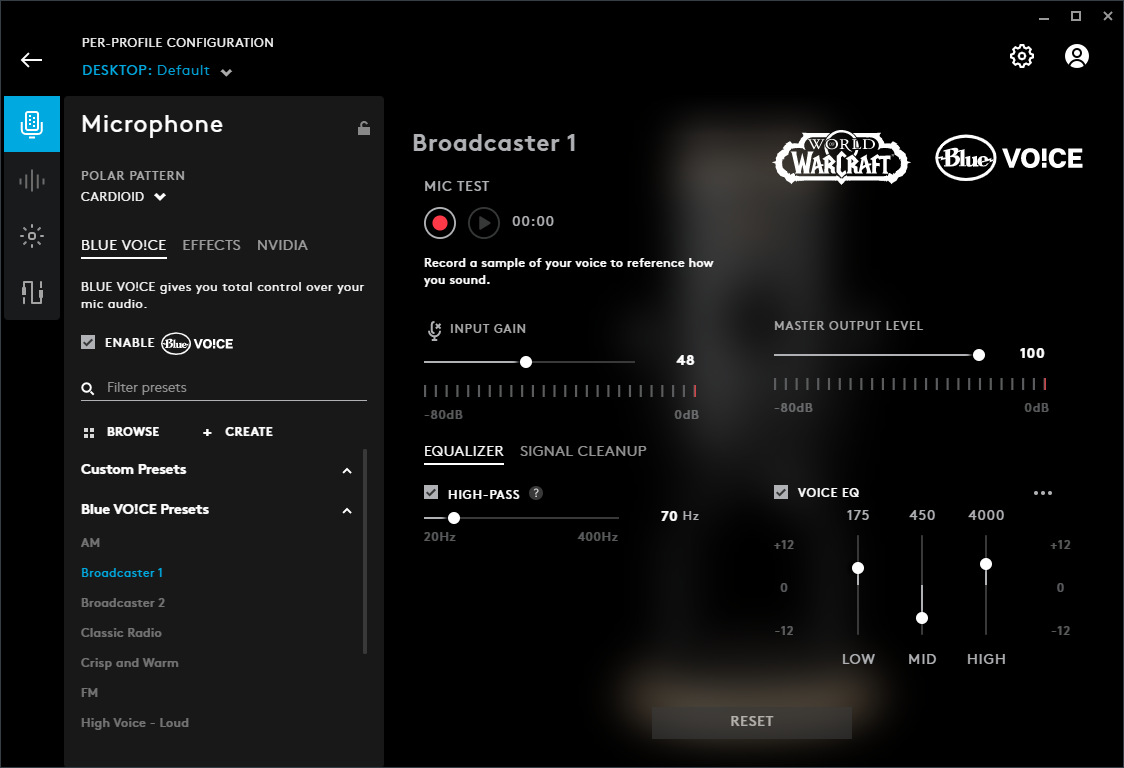 PER-PROFILE CONFIGURATION
DESKTOP: Default
Microphone
POLAR PATTERN
CARDIOID
BLUE VO!CE EFFECTS NVIDIA
BLUE VO!CE gives you total control over your
mic audio.
ENABLE Blue VO!CE
Filter presets
BROWSE + CREATE
Custom Presets
Blue VO!CE Presets
AM
Broadcaster 1
Broadcaster 2
Classic Radio
Crisp and Warm
FM
High Voice - Loud
Broadcaster 1
WORLD
WARCRAFT
Blue VO!CE
MIC TEST
00:00
Record a sample of your voice to reference how
you sound.
INPUT GAIN
48
-80dB 0dB
MASTER OUTPUT LEVEL
100
-80dB 0dB
EQUALIZER SIGNAL CLEANUP
HIGH-PASS ?
70 Hz
20Hz 400Hz
VOICE EQ
175 450 4000
+12 +12
0 0
-12 -12
LOW MID HIGH
RESET